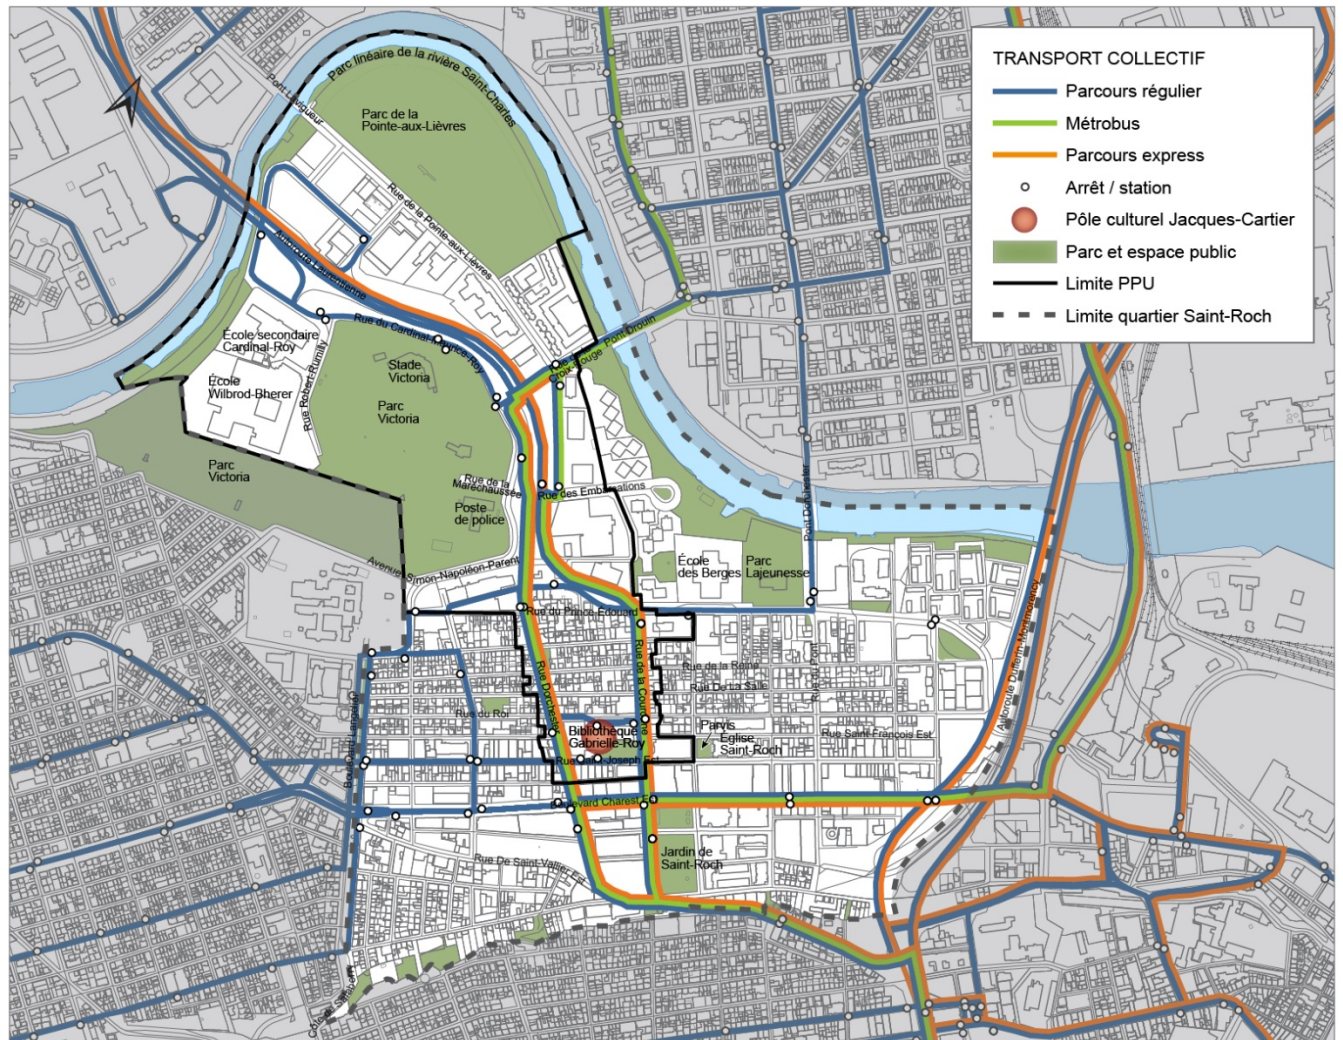 TRANSPORT COLLECTIF
Parcours régulier
Métrobus
Parcours express
Arrêt / station
Pôle culturel Jacques-Cartier
Parc et espace public
Limite PPU
Limite quartier Saint-Roch
Parc linéaire de la rivière Saint-Charles
Pont Lavigueur
Parc de la
Pointe-aux-Lièvres
Rue de la Pointe-aux-Lièvres
Autoroute Laurentienne
Rue du Cardinal-Maurice-Roy
École secondaire
Cardinal-Roy
École
Wilbrod-Bherer
Rue Robert-Rumilly
Stade
Victoria
Parc
Victoria
Pont Drouin
Croix-Rouge
Parc
Victoria
Rue de la
Maréchaussée
Rue des Embarcations
Poste
de police
Pont Dorchester
Avenue Simon-Napoléon-Parent
École
des Berges
Parc
Lajeunesse
Autoroute Dufferin-Montmorency
Rue du Prince-Édouard
Rue de la Reine
Rue De La Salle
Rue du Pont
Rue Dorchester
Rue de la Couronne
Rue du Roi
Parvis
Église
Saint-Roch
Rue Saint-François Est
Bibliothèque
Gabrielle-Roy
Rue Saint-Joseph Est
Boulevard Charest Est
Jardin de
Saint-Roch
Rue De Saint-Vallier Est